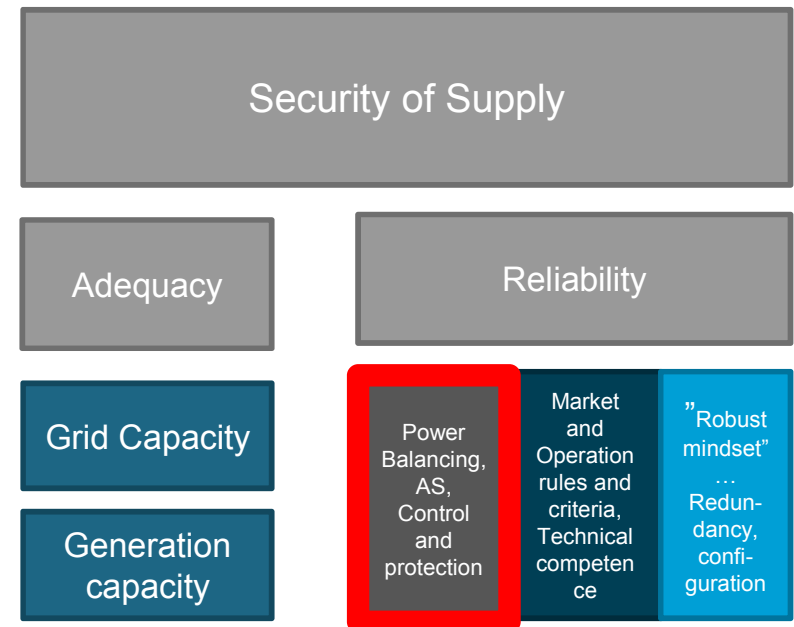 Security of Supply
Adequacy
Reliability
Grid Capacity
Generation
capacity
Power
Balancing,
AS,
Control
and
protection
Market
and
Operation
rules and
criteria,
Technical
competen
ce
”Robust
mindset”
…
Redun-
dancy,
confi-
guration